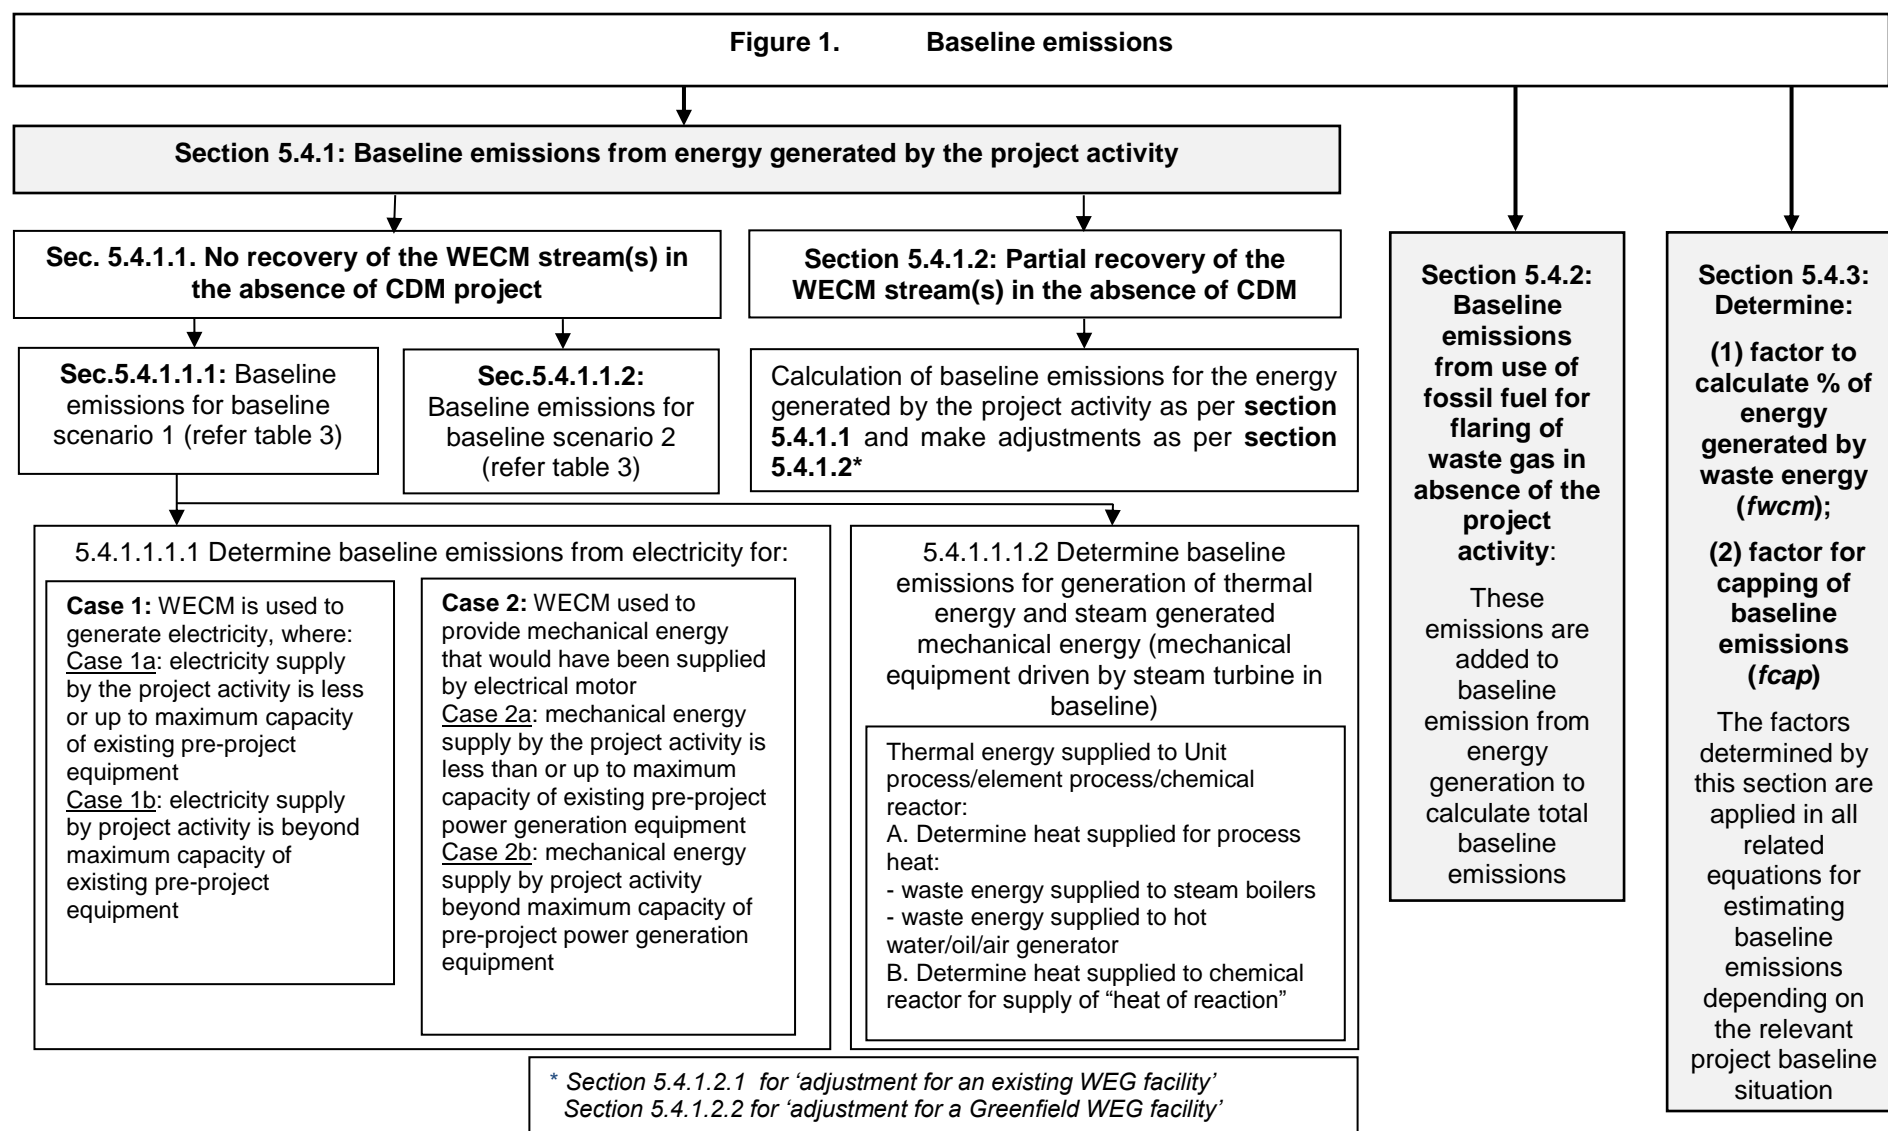 Figure 1. Baseline emissions
Section 5.4.1: Baseline emissions from energy generated by the project activity
Sec. 5.4.1.1. No recovery of the WECM stream(s) in
the absence of CDM project
Section 5.4.1.2: Partial recovery of the
WECM stream(s) in the absence of CDM
Sec.5.4.1.1.1: Baseline
emissions for baseline
scenario 1 (refer table 3)
Sec.5.4.1.1.2:
Baseline emissions for
baseline scenario 2
(refer table 3)
Calculation of baseline emissions for the energy
generated by the project activity as per section
5.4.1.1 and make adjustments as per section
5.4.1.2*
5.4.1.1.1.1 Determine baseline emissions from electricity for:
Case 1: WECM is used to
generate electricity, where:
Case 1a: electricity supply
by the project activity is less
or up to maximum capacity
of existing pre-project
equipment
Case 1b: electricity supply
by project activity is beyond
maximum capacity of
existing pre-project
equipment
Case 2: WECM used to
provide mechanical energy
that would have been supplied
by electrical motor
Case 2a: mechanical energy
supply by the project activity is
less than or up to maximum
capacity of existing pre-project
power generation equipment
Case 2b: mechanical energy
supply by project activity
beyond maximum capacity of
pre-project power generation
equipment
5.4.1.1.1.2 Determine baseline
emissions for generation of thermal
energy and steam generated
mechanical energy (mechanical
equipment driven by steam turbine in
baseline)
Thermal energy supplied to Unit
process/element process/chemical
reactor:
A. Determine heat supplied for process
heat:
- waste energy supplied to steam boilers
- waste energy supplied to hot
water/oil/air generator
B. Determine heat supplied to chemical
reactor for supply of “heat of reaction”
* Section 5.4.1.2.1 for ‘adjustment for an existing WEG facility’
Section 5.4.1.2.2 for ‘adjustment for a Greenfield WEG facility’
Section 5.4.2:
Baseline
emissions
from use of
fossil fuel for
flaring of
waste gas in
absence of the
project
activity:
These
emissions are
added to
baseline
emission from
energy
generation to
calculate total
baseline
emissions
Section 5.4.3:
Determine:
(1) factor to
calculate % of
energy
generated by
waste energy
(fwcm);
(2) factor for
capping of
baseline
emissions
(fcap)
The factors
determined by
this section are
applied in all
related
equations for
estimating
baseline
emissions
depending on
the relevant
project baseline
situation